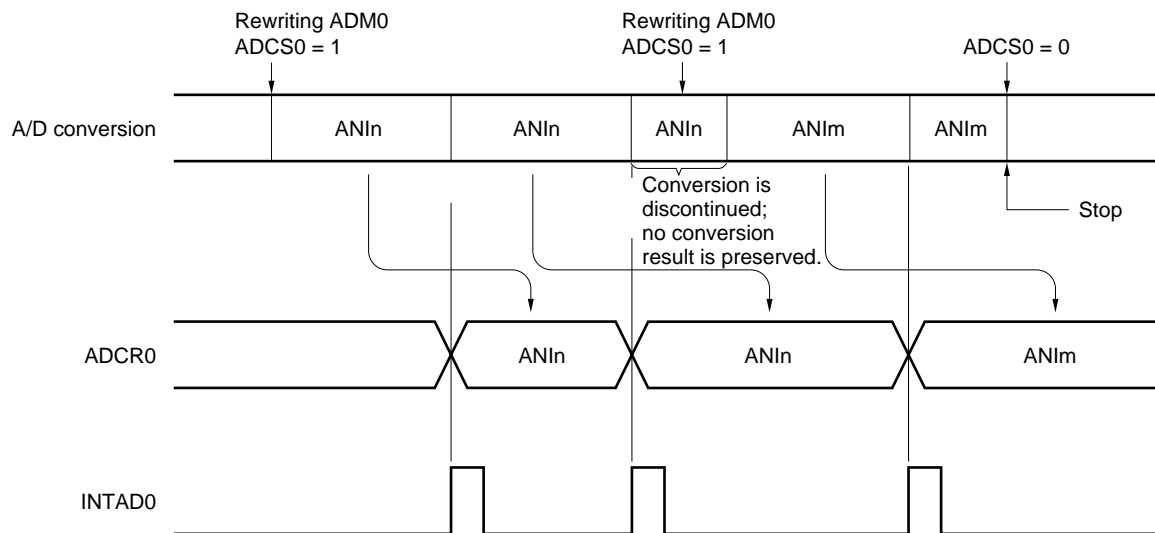 Rewriting ADM0
ADCS0 = 1
Rewriting ADM0
ADCS0 = 1
ADCS0 = 0
A/D conversion
ANIn
ANIn
ANIn
ANIm
ANIm
Conversion is
discontinued;
no conversion
result is preserved.
Stop
ADCR0
ANIn
ANIn
ANIm
INTAD0